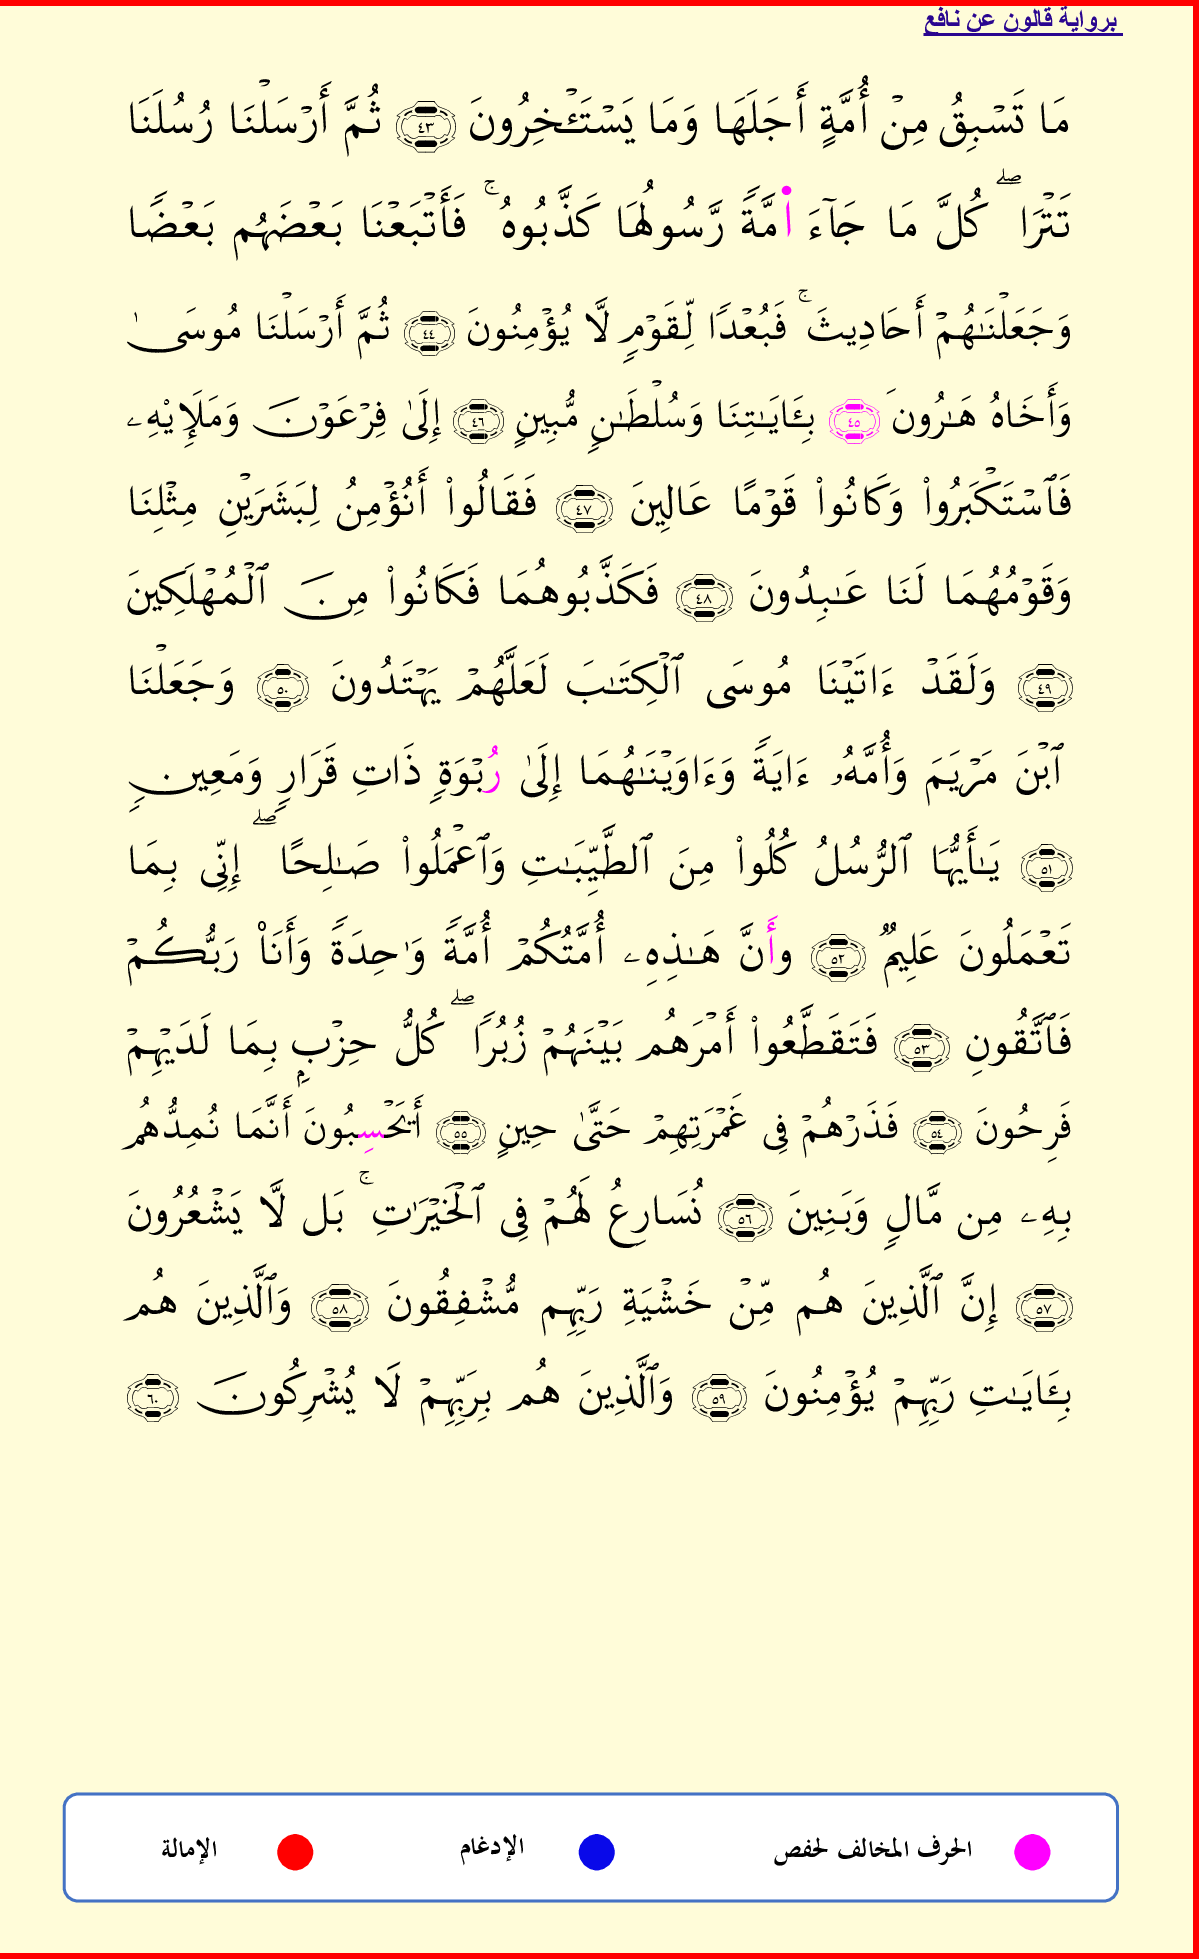 برواية قالون عن نافع
مَا تَسْبِقُ مِنْ أُمَّةٍ أَجَلَهَا وَمَا يَسْتَـْٔخِرُونَ ٤٣ ثُمَّ أَرْسَلْنَا رُسُلَنَا
تَتْرَا ۖ كُلَّ مَا جَآءَ ا۬مَّةً رَّسُولُهَا كَذَّبُوهُ ۚ فَأَتْبَعْنَا بَعْضَهُم بَعْضًا
وَجَعَلْنَـٰهُمْ أَحَادِيثَ ۚ فَبُعْدًا لِّقَوْمٍ لَّا يُؤْمِنُونَ ٤٤ ثُمَّ أَرْسَلْنَا مُوسَىٰ
وَأَخَاهُ هَـٰرُونَ ٤٥ بِـَٔايَـٰتِنَا وَسُلْطَـٰنٍ مُّبِينٍ ٤٦ إِلَىٰ فِرْعَوْنَ وَمَلَإِيْهِۦ
فَٱسْتَكْبَرُوا۟ وَكَانُوا۟ قَوْمًا عَالِينَ ٤٧ فَقَالُوا۟ أَنُؤْمِنُ لِبَشَرَيْنِ مِثْلِنَا
وَقَوْمُهُمَا لَنَا عَـٰبِدُونَ ٤٨ فَكَذَّبُوهُمَا فَكَانُوا۟ مِنَ ٱلْمُهْلَكِينَ
٤٩ وَلَقَدْ ءَاتَيْنَا مُوسَى ٱلْكِتَـٰبَ لَعَلَّهُمْ يَهْتَدُونَ ٥٠ وَجَعَلْنَا
ٱبْنَ مَرْيَمَ وَأُمَّهُۥ ءَايَةً وَءَاوَيْنَـٰهُمَا إِلَىٰ رُبْوَةٍ ذَاتِ قَرَارٍ وَمَعِينٍ
٥١ يَـٰأَيُّهَا ٱلرُّسُلُ كُلُوا۟ مِنَ ٱلطَّيِّبَـٰتِ وَٱعْمَلُوا۟ صَـٰلِحًا ۖ إِنِّى بِمَا
تَعْمَلُونَ عَلِيمٌ ٥٢ وأَنَّ هَـٰذِهِۦ أُمَّتُكُمْ أُمَّةً وَٰحِدَةً وَأَنَا۠ رَبُّكُمْ
فَٱتَّقُونِ ٥٣ فَتَقَطَّعُوا۟ أَمْرَهُم بَيْنَهُمْ زُبُرًا ۖ كُلُّ حِزْبٍۭ بِمَا لَدَيْهِمْ
فَرِحُونَ ٥٤ فَذَرْهُمْ فِى غَمْرَتِهِمْ حَتَّىٰ حِينٍ ٥٥ أَيَحْسِبُونَ أَنَّمَا نُمِدُّهُم
بِهِۦ مِن مَّالٍ وَبَنِينَ ٥٦ نُسَارِعُ لَهُمْ فِى ٱلْخَيْرَٰتِ ۚ بَل لَّا يَشْعُرُونَ
٥٧ إِنَّ ٱلَّذِينَ هُم مِّنْ خَشْيَةِ رَبِّهِم مُّشْفِقُونَ ٥٨ وَٱلَّذِينَ هُم
بِـَٔايَـٰتِ رَبِّهِمْ يُؤْمِنُونَ ٥٩ وَٱلَّذِينَ هُم بِرَبِّهِمْ لَا يُشْرِكُونَ ٦٠
الحرف المخالف لحفص الإدغام الإمالة